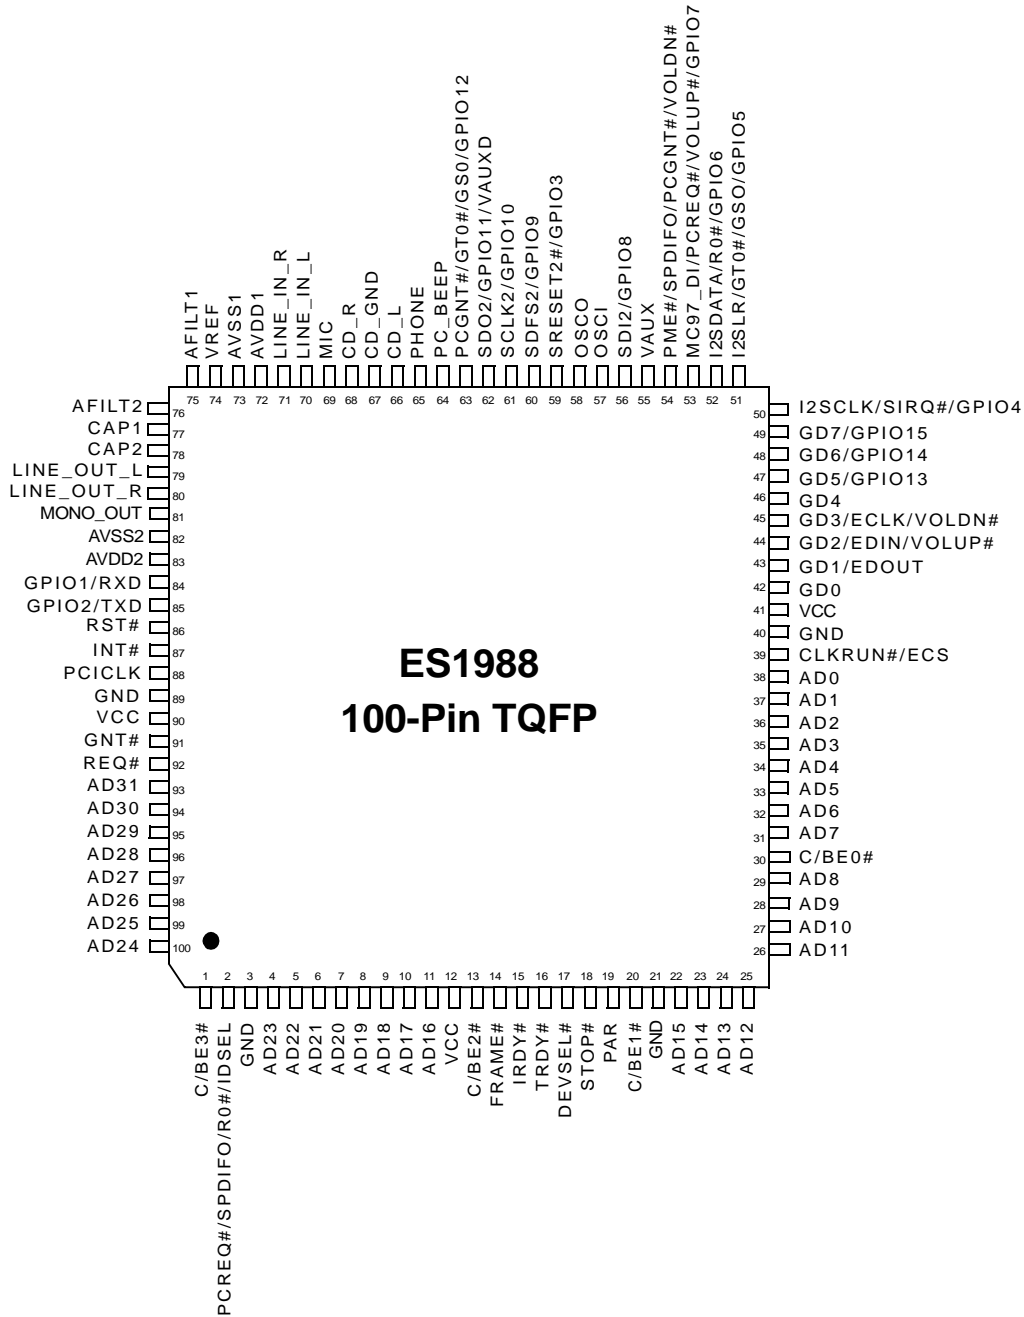 AFILT1
VREF
AVSS1
AVDD1
LINE_IN_R
LINE_IN_L
MIC
CD_R
CD_GND
CD_L
PHONE
PC_BEEP
PCGNT#/GT0#/GS0/GPIO12
SDO2/GPIO11/VAUXD
SCLK2/GPIO10
SDFS2/GPIO9
SRESET2#/GPIO3
OSCO
OSCI
SDI2/GPIO8
VAUX
PME#/SPDIFO/PCGNT#/VOLDN#
MC97_DI/PCREQ#/VOLUP#/GPIO7
I2SDATA/R0#/GPIO6
I2SLR/GT0#/GSO/GPIO5
75 74 73 72 71 70 69 68 67 66 65 64 63 62 61 60 59 58 57 56 55 54 53 52 51
AFILT2 76
CAP1 77
CAP2 78
LINE_OUT_L 79
LINE_OUT_R 80
MONO_OUT 81
AVSS2 82
AVDD2 83
GPIO1/RXD 84
GPIO2/TXD 85
RST# 86
INT# 87
PCICLK 88
GND 89
VCC 90
GNT# 91
REQ# 92
AD31 93
AD30 94
AD29 95
AD28 96
AD27 97
AD26 98
AD25 99
AD24 100
ES1988
100-Pin TQFP
50 I2SCLK/SIRQ#/GPIO4
49 GD7/GPIO15
48 GD6/GPIO14
47 GD5/GPIO13
46 GD4
45 GD3/ECLK/VOLDN#
44 GD2/EDIN/VOLUP#
43 GD1/EDOUT
42 GD0
41 VCC
40 GND
39 CLKRUN#/ECS
38 AD0
37 AD1
36 AD2
35 AD3
34 AD4
33 AD5
32 AD6
31 AD7
30 C/BE0#
29 AD8
28 AD9
27 AD10
26 AD11
1 2 3 4 5 6 7 8 9 10 11 12 13 14 15 16 17 18 19 20 21 22 23 24 25
C/BE3#
PCREQ#/SPDIFO/R0#/IDSEL
GND
AD23
AD22
AD21
AD20
AD19
AD18
AD17
AD16
VCC
C/BE2#
FRAME#
IRDY#
TRDY#
DEVSEL#
STOP#
PAR
C/BE1#
GND
AD15
AD14
AD13
AD12